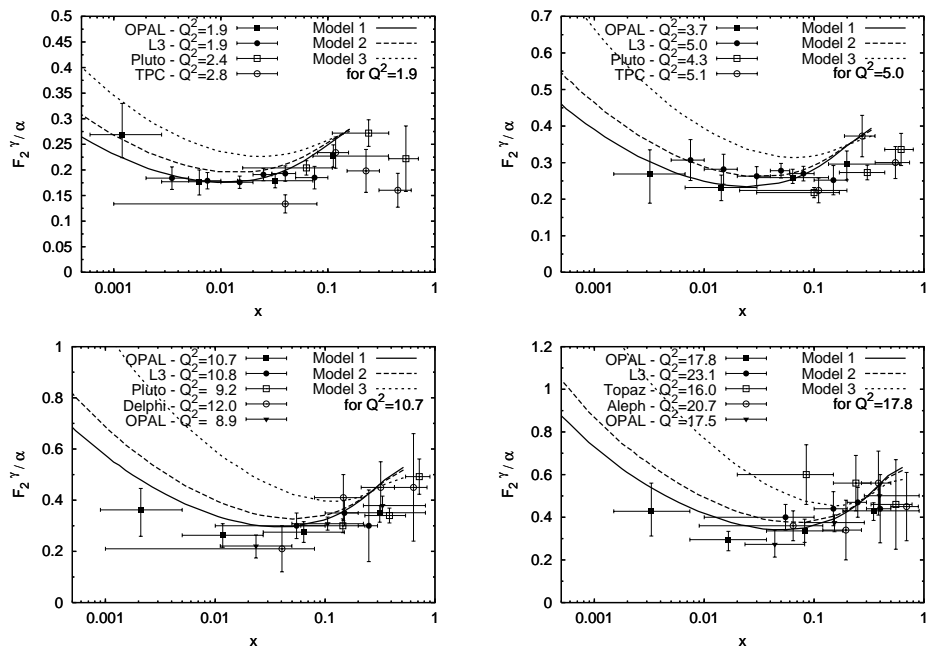 OPAL - Q²=1.9
L3 - Q²=1.9
Pluto - Q²=2.4
TPC - Q²=2.8
Model 1
Model 2
Model 3
for Q²=1.9
0.5
0.45
0.4
0.35
0.3
0.25
0.2
0.15
0.1
0.05
0
F₂^γ/α
0.001
0.01
0.1
1
x
OPAL - Q²=3.7
L3 - Q²=5.0
Pluto - Q²=4.3
TPC - Q²=5.1
Model 1
Model 2
Model 3
for Q²=5.0
0.7
0.6
0.5
0.4
0.3
0.2
0.1
0
F₂^γ/α
0.001
0.01
0.1
1
x
OPAL - Q²=10.7
L3 - Q²=10.8
Pluto - Q²= 9.2
Delphi - Q²=12.0
OPAL - Q²= 8.9
Model 1
Model 2
Model 3
for Q²=10.7
1
0.8
0.6
0.4
0.2
0
F₂^γ/α
0.001
0.01
0.1
1
x
OPAL - Q²=17.8
L3 - Q²=23.1
Topaz - Q²=16.0
Aleph - Q²=20.7
OPAL - Q²=17.5
Model 1
Model 2
Model 3
for Q²=17.8
1.2
1
0.8
0.6
0.4
0.2
0
F₂^γ/α
0.001
0.01
0.1
1
x